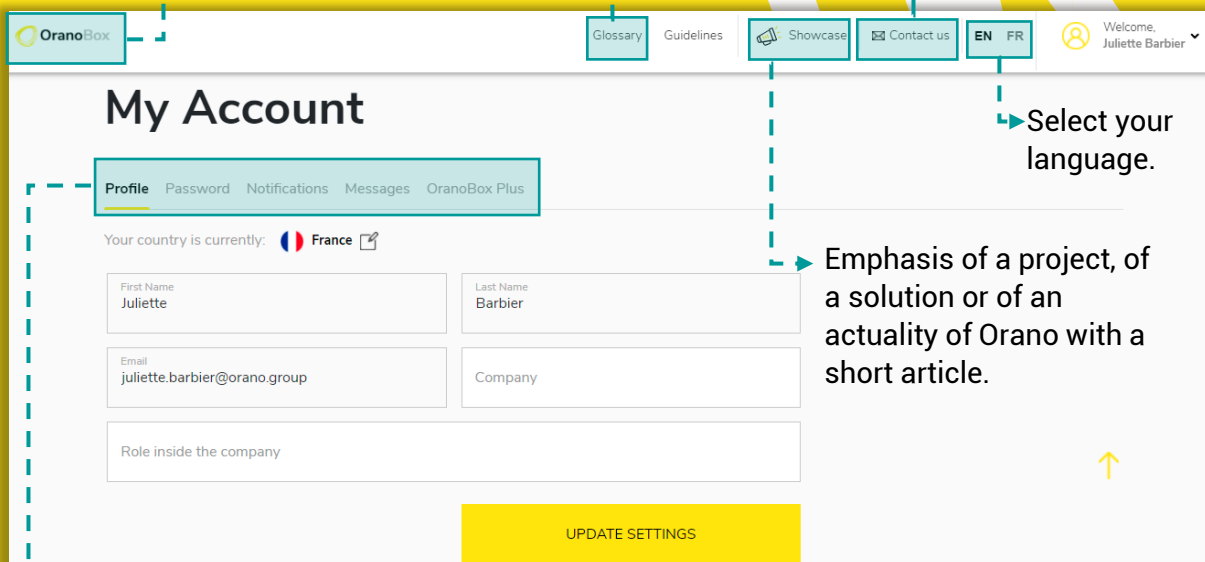 OranoBox
Glossary Guidelines Showcase Contact us EN FR Welcome,
Juliette Barbier
My Account
Select your
language.
Profile Password Notifications Messages OranoBox Plus
Your country is currently: France
Emphasis of a project, of
a solution or of an
actuality of Orano with a
short article.
First Name
Juliette
Last Name
Barbier
Email
juliette.barbier@orano.group
Company
Role inside the company
UPDATE SETTINGS